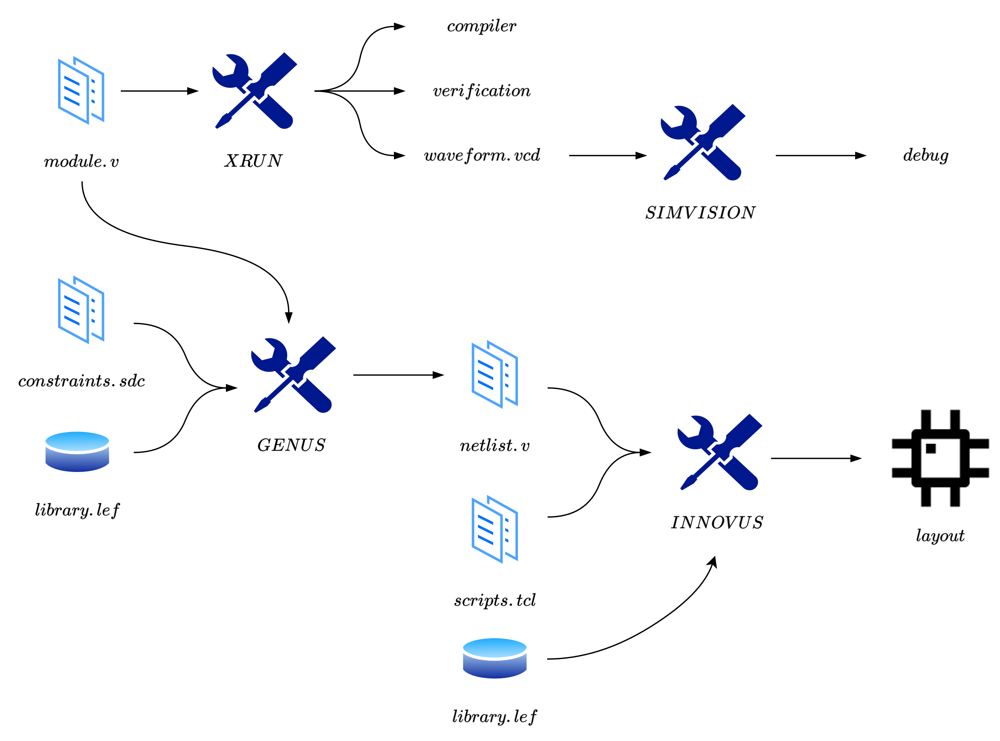 compiler
verification
module.v
XRUN
waveform.vcd
debug
SIMVISION
constraints.sdc
GENUS
netlist.v
library.lef
INNOVUS
layout
scripts.tcl
library.lef